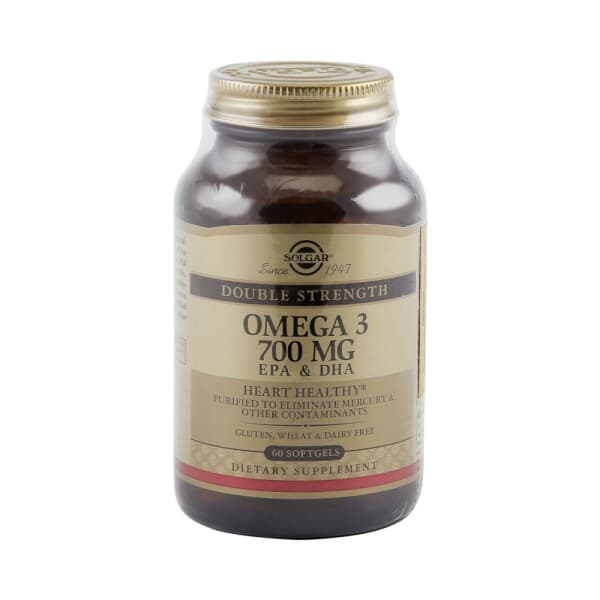 SOLGAR®
Since 1947
DOUBLE STRENGTH
OMEGA 3
700 MG
EPA & DHA
HEART HEALTHY*
PURIFIED TO ELIMINATE MERCURY &
OTHER CONTAMINANTS
GLUTEN, WHEAT & DAIRY FREE
60 SOFTGELS
DIETARY SUPPLEMENT